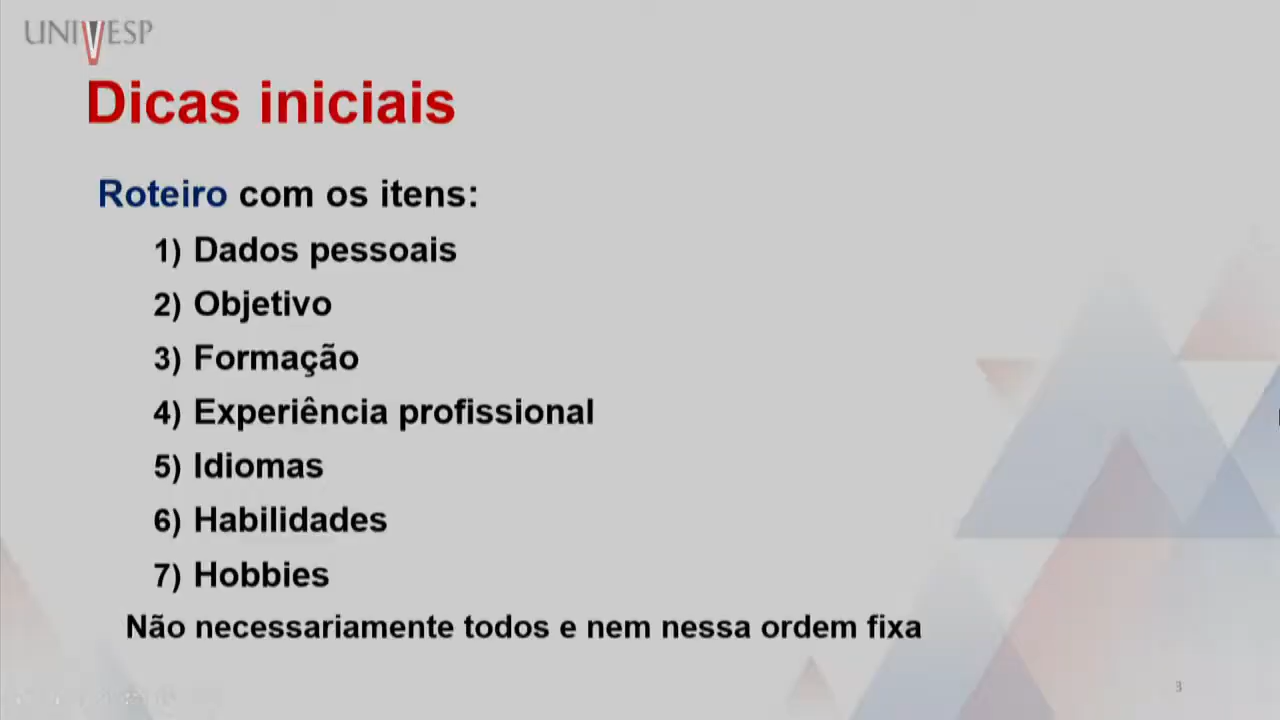 UNIVESP
Dicas iniciais
Roteiro com os itens:
1) Dados pessoais
2) Objetivo
3) Formação
4) Experiência profissional
5) Idiomas
6) Habilidades
7) Hobbies
Não necessariamente todos e nem nessa ordem fixa
3